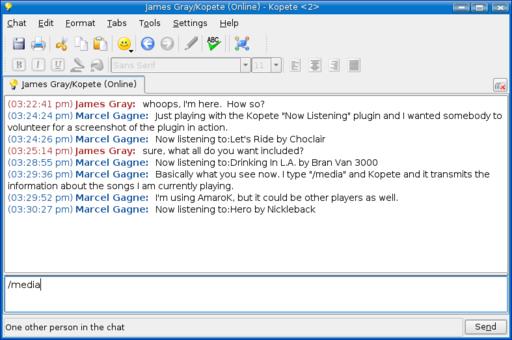 James Gray/Kopete (Online) - Kopete <2>
Chat Edit Format Tabs Tools Settings Help
ABC
B I U Sans Serif 11
James Gray/Kopete (Online)
(03:22:41 pm) James Gray: whoops, I'm here. How so?
(03:24:24 pm) Marcel Gagne: Just playing with the Kopete "Now Listening" plugin and I wanted somebody to
volunteer for a screenshot of the plugin in action.
(03:24:26 pm) Marcel Gagne: Now listening to:Let's Ride by Choclair
(03:25:14 pm) James Gray: sure, what all do you want included?
(03:28:55 pm) Marcel Gagne: Now listening to:Drinking In L.A. by Bran Van 3000
(03:29:36 pm) Marcel Gagne: Basically what you see now. I type "/media" and Kopete and it transmits the
information about the songs I am currently playing.
(03:29:52 pm) Marcel Gagne: I'm using AmaroK, but it could be other players as well.
(03:30:27 pm) Marcel Gagne: Now listening to:Hero by Nickleback
/media
One other person in the chat Send